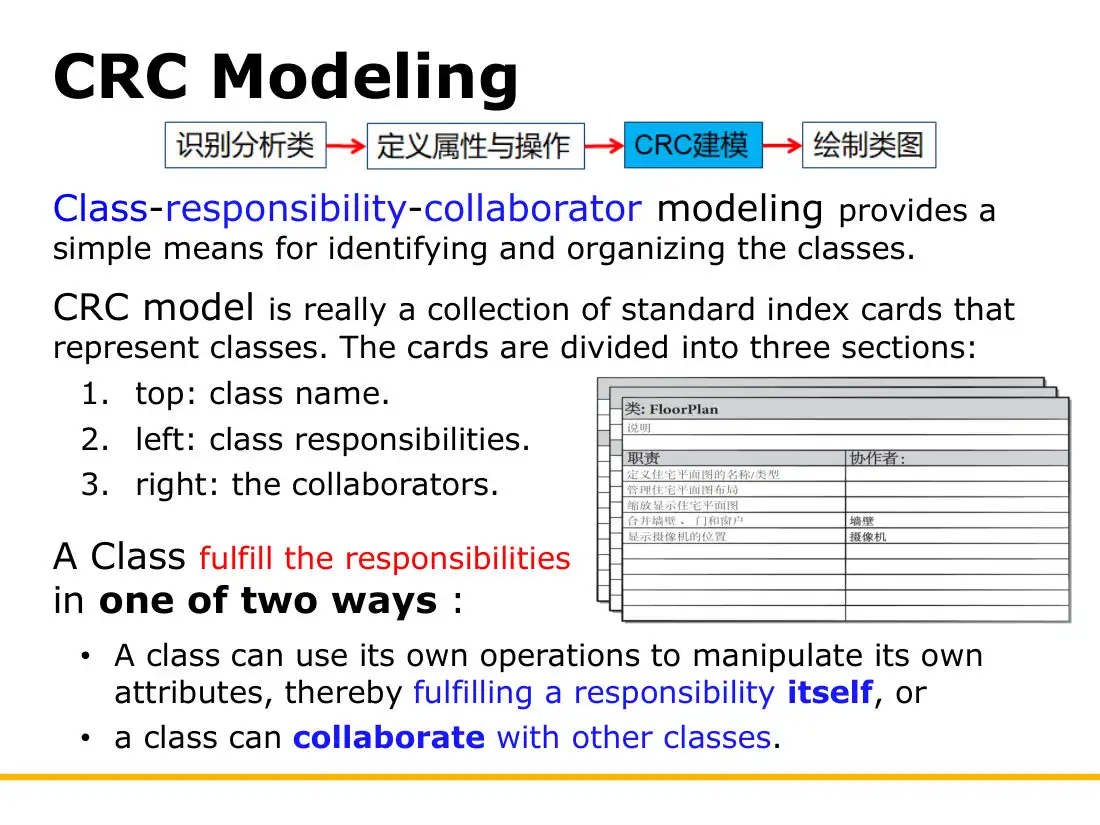 CRC Modeling
识别分析类 定义属性与操作 CRC建模 绘制类图
Class-responsibility-collaborator modeling provides a
simple means for identifying and organizing the classes.
CRC model is really a collection of standard index cards that
represent classes. The cards are divided into three sections:
1. top: class name.
2. left: class responsibilities.
3. right: the collaborators.
类: FloorPlan
说明
职责 协作者:
定义住宅平面图的名称/类型
管理住宅平面图布局
缩放显示住宅平面图
合并墙壁、门和窗户 墙壁
显示摄像机的位置 摄像机
A Class fulfill the responsibilities
in one of two ways :
• A class can use its own operations to manipulate its own
attributes, thereby fulfilling a responsibility itself, or
• a class can collaborate with other classes.